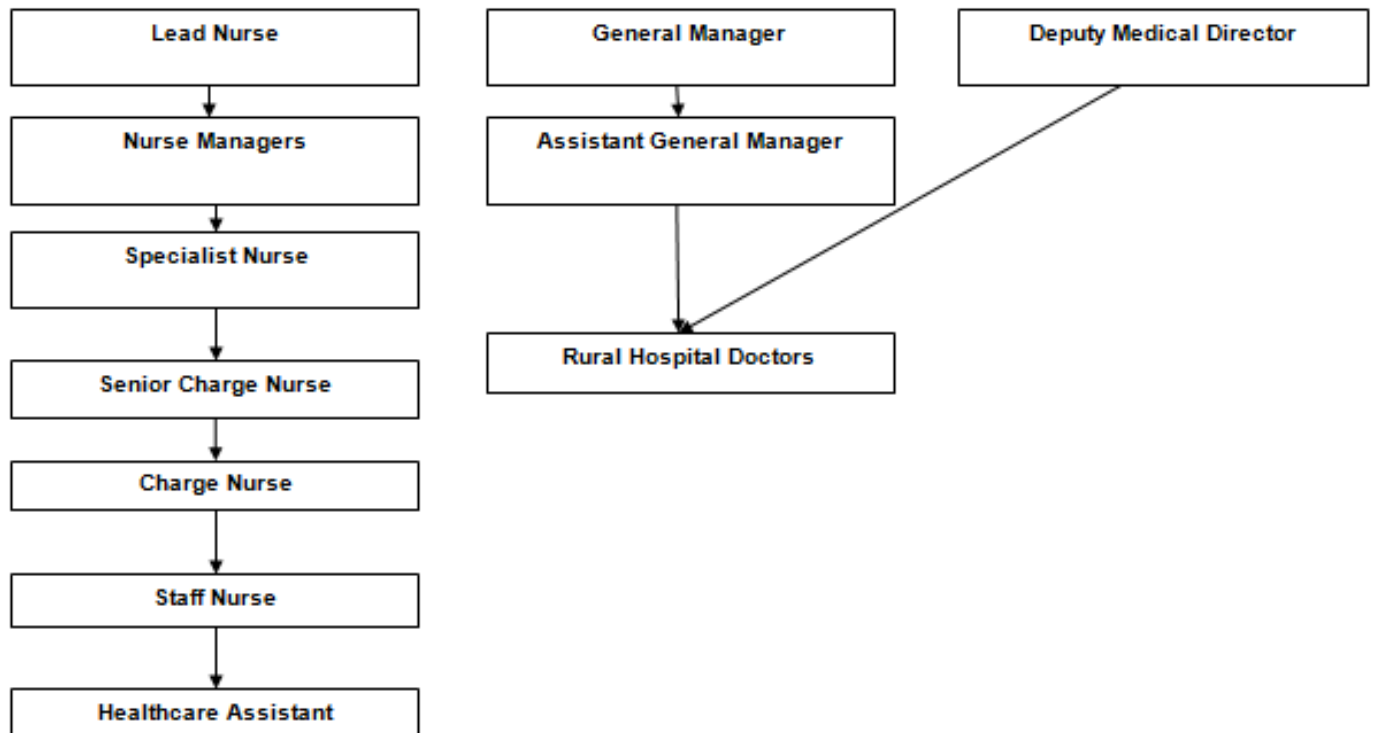 Lead Nurse
General Manager
Deputy Medical Director
Nurse Managers
Assistant General Manager
Specialist Nurse
Rural Hospital Doctors
Senior Charge Nurse
Charge Nurse
Staff Nurse
Healthcare Assistant